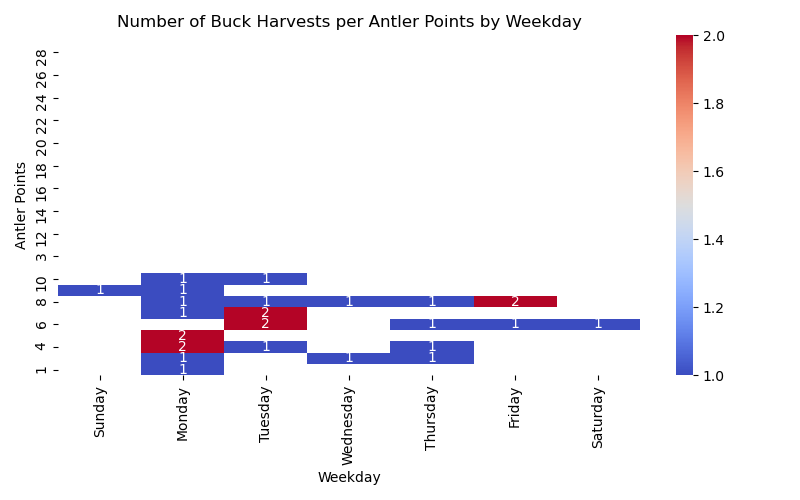 Number of Buck Harvests per Antler Points by Weekday
2.0
28
26
1.8
24
22
20
1.6
18
16
14
1.4
12
3
1 1
10
1 1
1.2
8
1 1 1 1 2
1 2
6
2 1 1 1
2
4
2 1 1
1 1 1
1
1
1.0
Antler Points
Sunday
Monday
Tuesday
Wednesday
Thursday
Friday
Saturday
Weekday